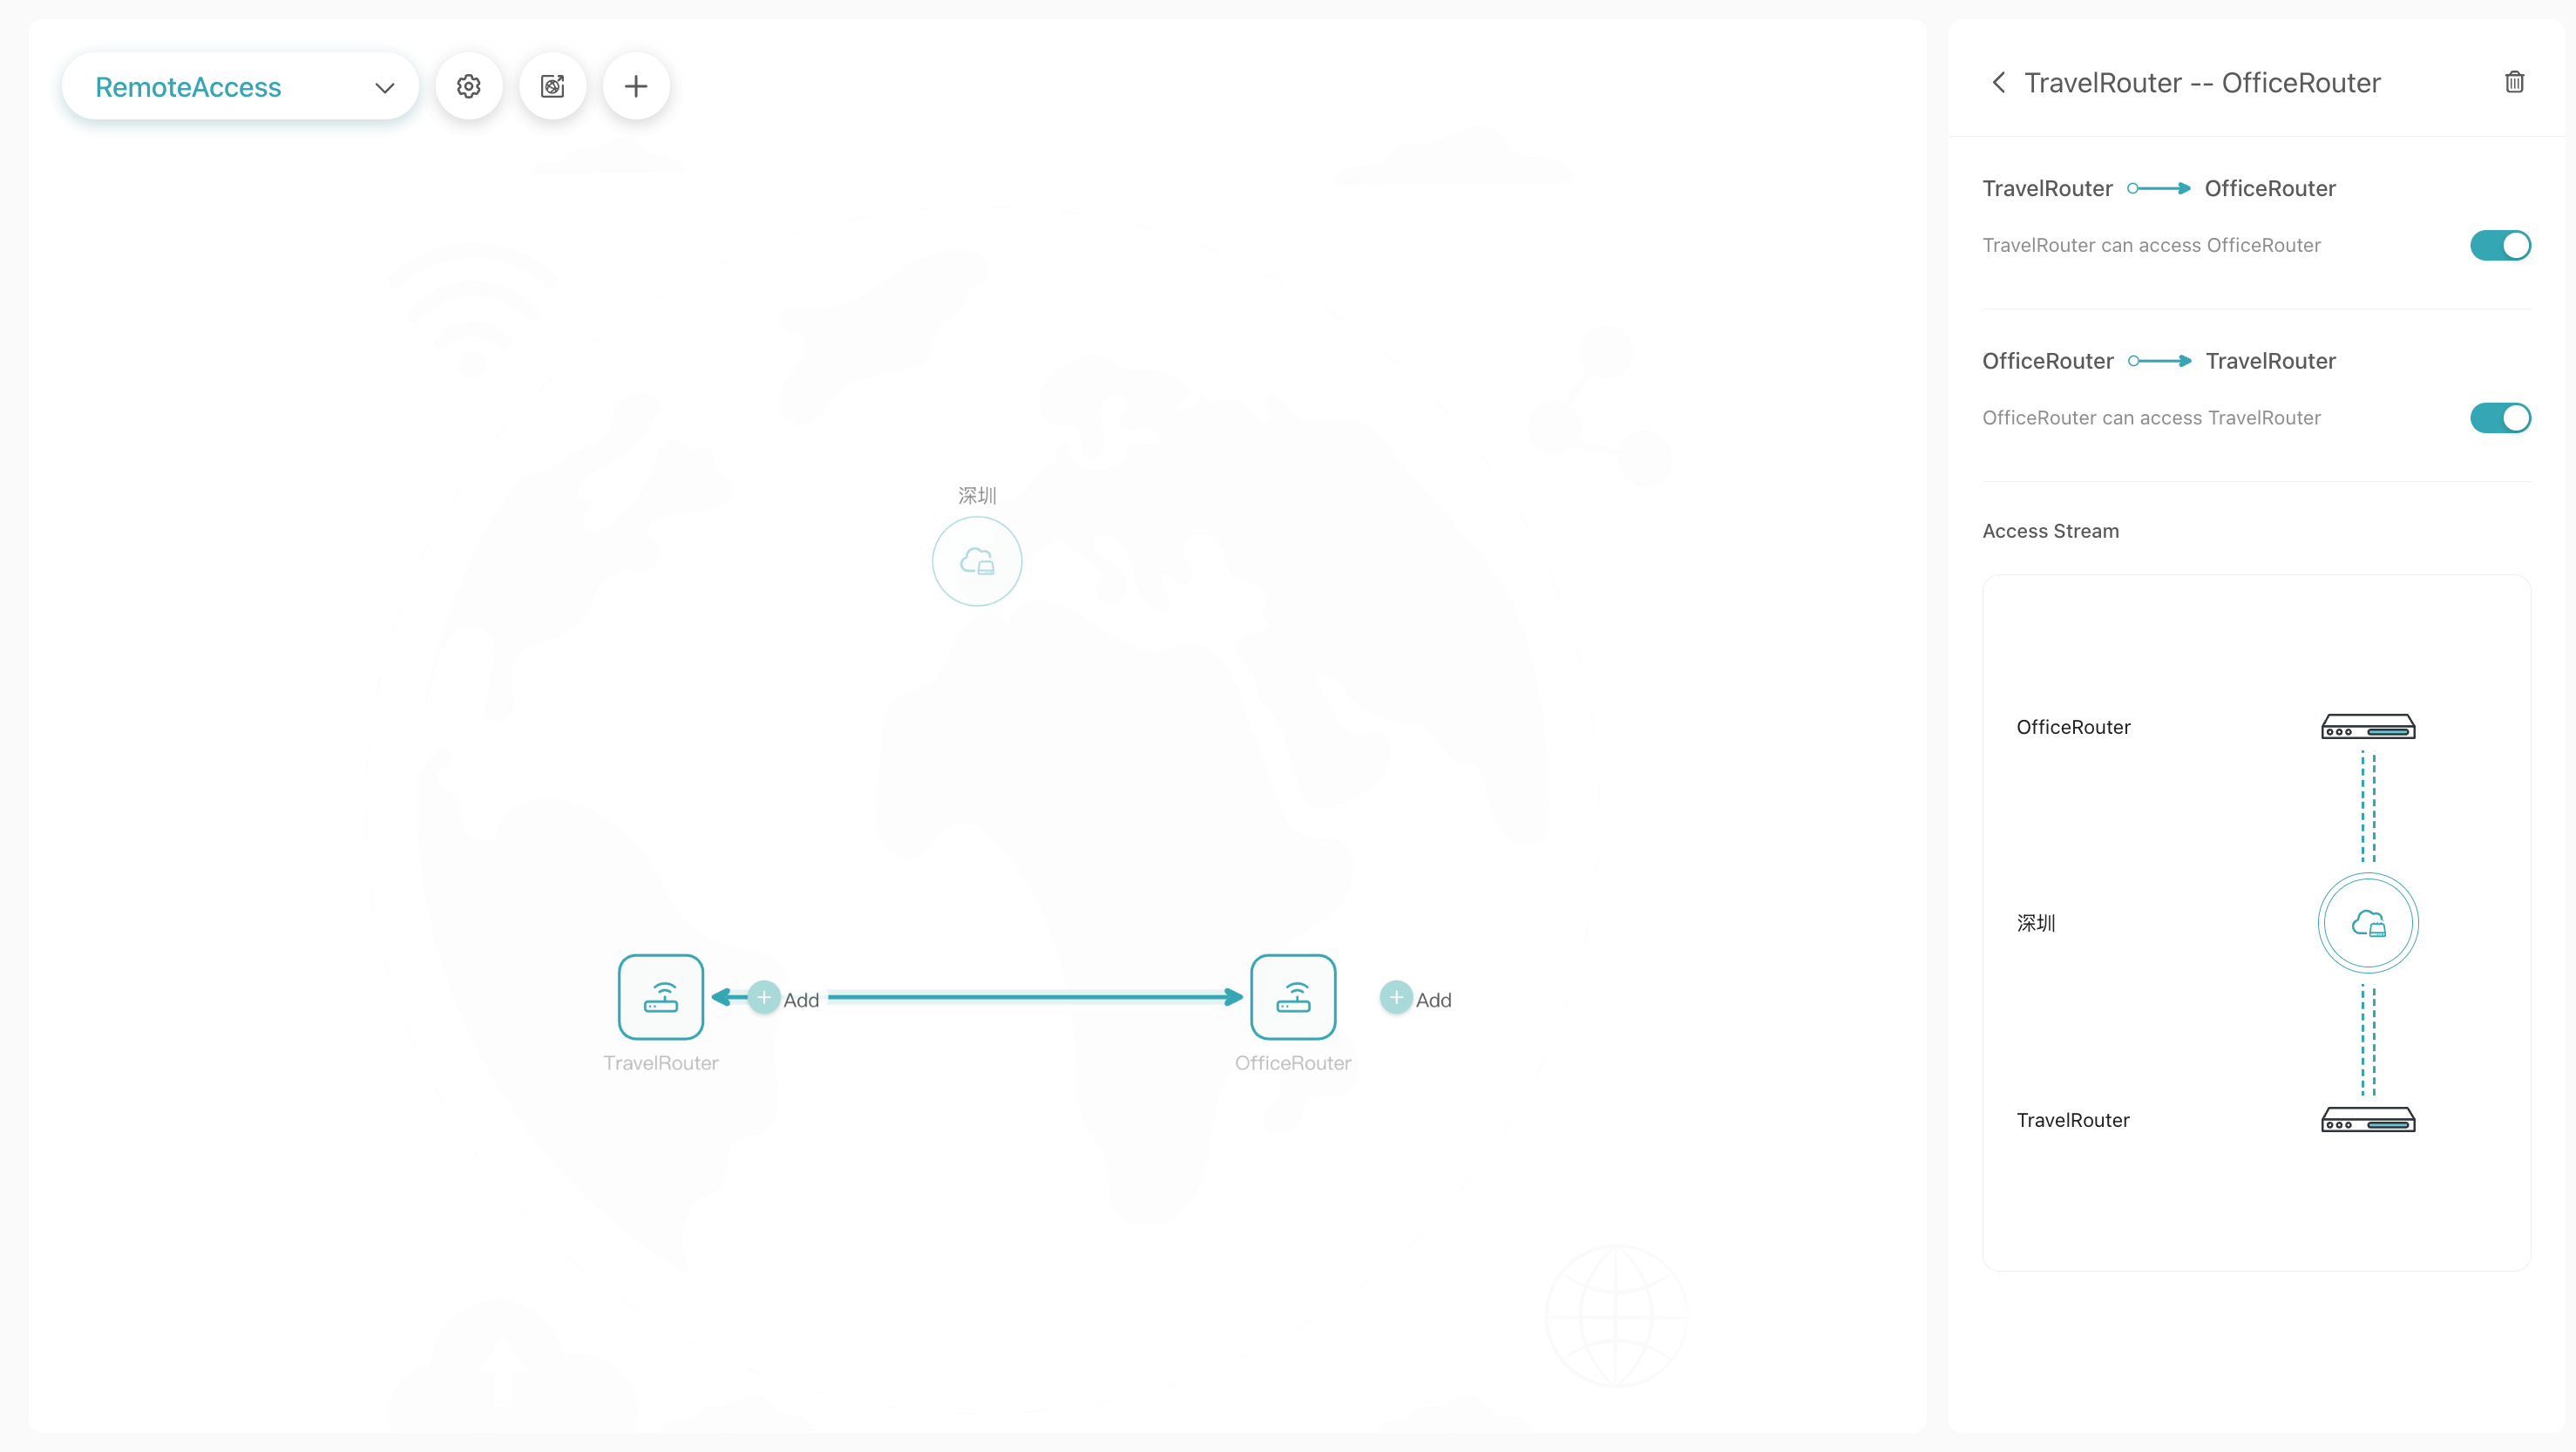 RemoteAccess
深圳
Add
Add
TravelRouter
OfficeRouter
TravelRouter -- OfficeRouter
TravelRouter OfficeRouter
TravelRouter can access OfficeRouter
OfficeRouter TravelRouter
OfficeRouter can access TravelRouter
Access Stream
OfficeRouter
深圳
TravelRouter